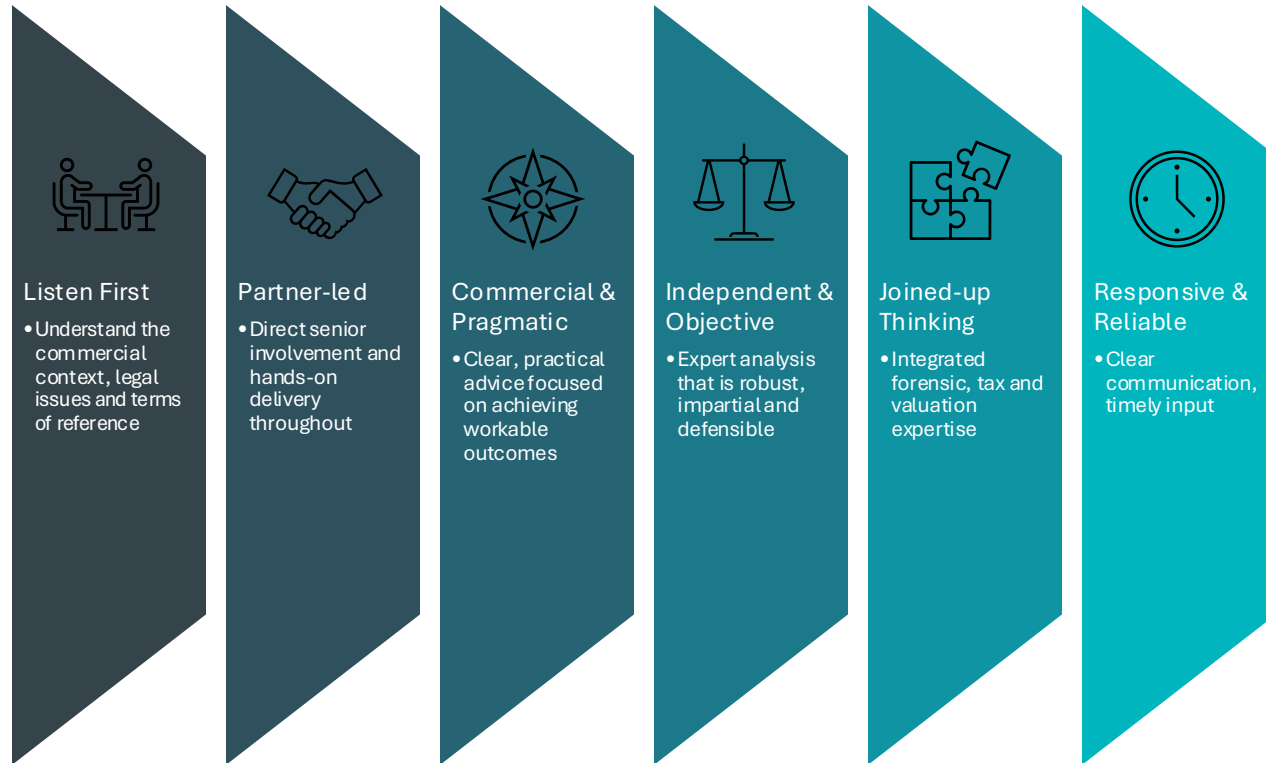 Listen First
•Understand the
commercial
context, legal
issues and terms
of reference
Partner-led
•Direct senior
involvement and
hands-on
delivery
throughout
Commercial &
Pragmatic
•Clear, practical
advice focused
on achieving
workable
outcomes
Independent &
Objective
•Expert analysis
that is robust,
impartial and
defensible
Joined-up
Thinking
•Integrated
forensic, tax and
valuation
expertise
Responsive &
Reliable
•Clear
communication,
timely input